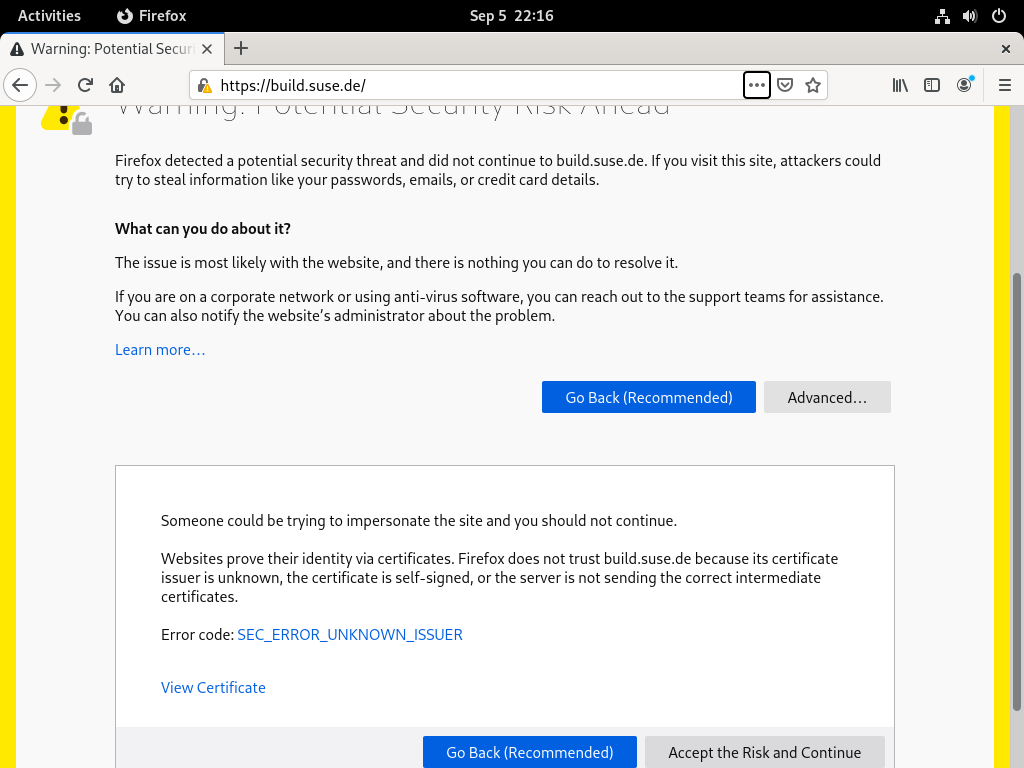 Activities
Firefox
Sep 5 22:16
Warning: Potential Securi
https://build.suse.de/
Warning: Potential Security Risk Ahead
Firefox detected a potential security threat and did not continue to build.suse.de. If you visit this site, attackers could
try to steal information like your passwords, emails, or credit card details.
What can you do about it?
The issue is most likely with the website, and there is nothing you can do to resolve it.
If you are on a corporate network or using anti-virus software, you can reach out to the support teams for assistance.
You can also notify the website’s administrator about the problem.
Learn more…
Go Back (Recommended)
Advanced…
Someone could be trying to impersonate the site and you should not continue.
Websites prove their identity via certificates. Firefox does not trust build.suse.de because its certificate
issuer is unknown, the certificate is self-signed, or the server is not sending the correct intermediate
certificates.
Error code: SEC_ERROR_UNKNOWN_ISSUER
View Certificate
Go Back (Recommended)
Accept the Risk and Continue